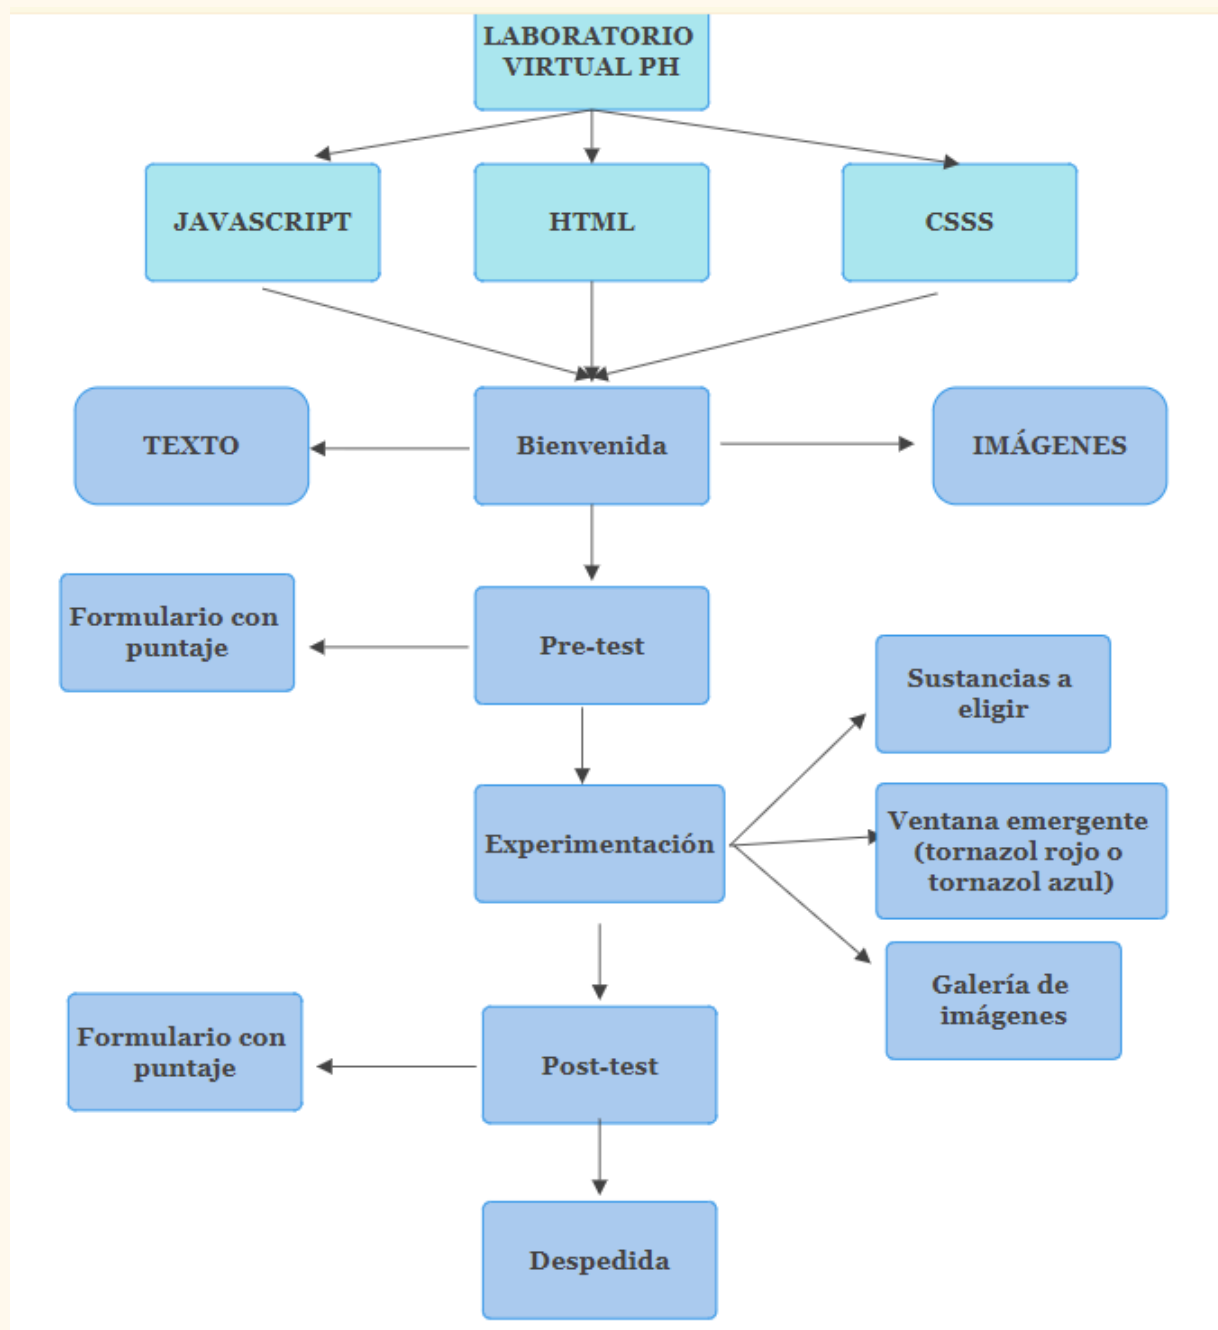 LABORATORIO
VIRTUAL PH
JAVASCRIPT
HTML
CSSS
TEXTO
Bienvenida
IMÁGENES
Formulario con
puntaje
Pre-test
Sustancias a
eligir
Experimentación
Ventana emergente
(tornazol rojo o
tornazol azul)
Galería de
imágenes
Formulario con
puntaje
Post-test
Despedida